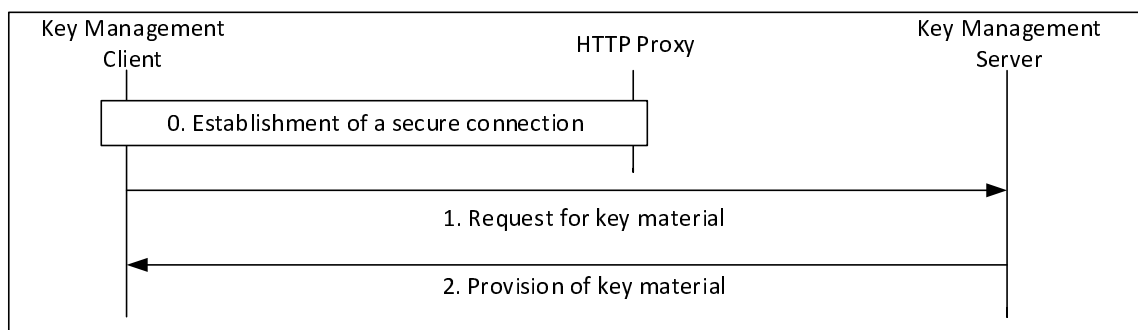 Key Management
Client
HTTP Proxy
Key Management
Server
0. Establishment of a secure connection
1. Request for key material
2. Provision of key material